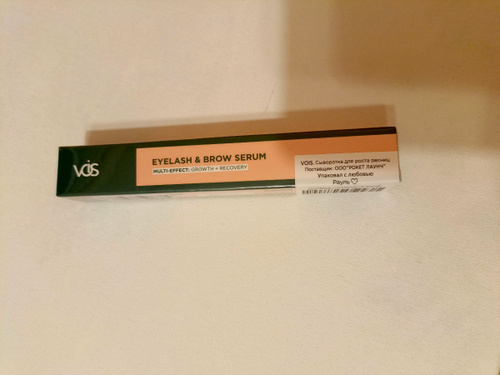 VOIS
EYELASH & BROW SERUM
MULTI-EFFECT: GROWTH + RECOVERY
VOIS, Сыворотка для роста ресниц
Поставщик: ООО"РОКЕТ ЛАУНЧ"
Упаковал с любовью
Рауль♡